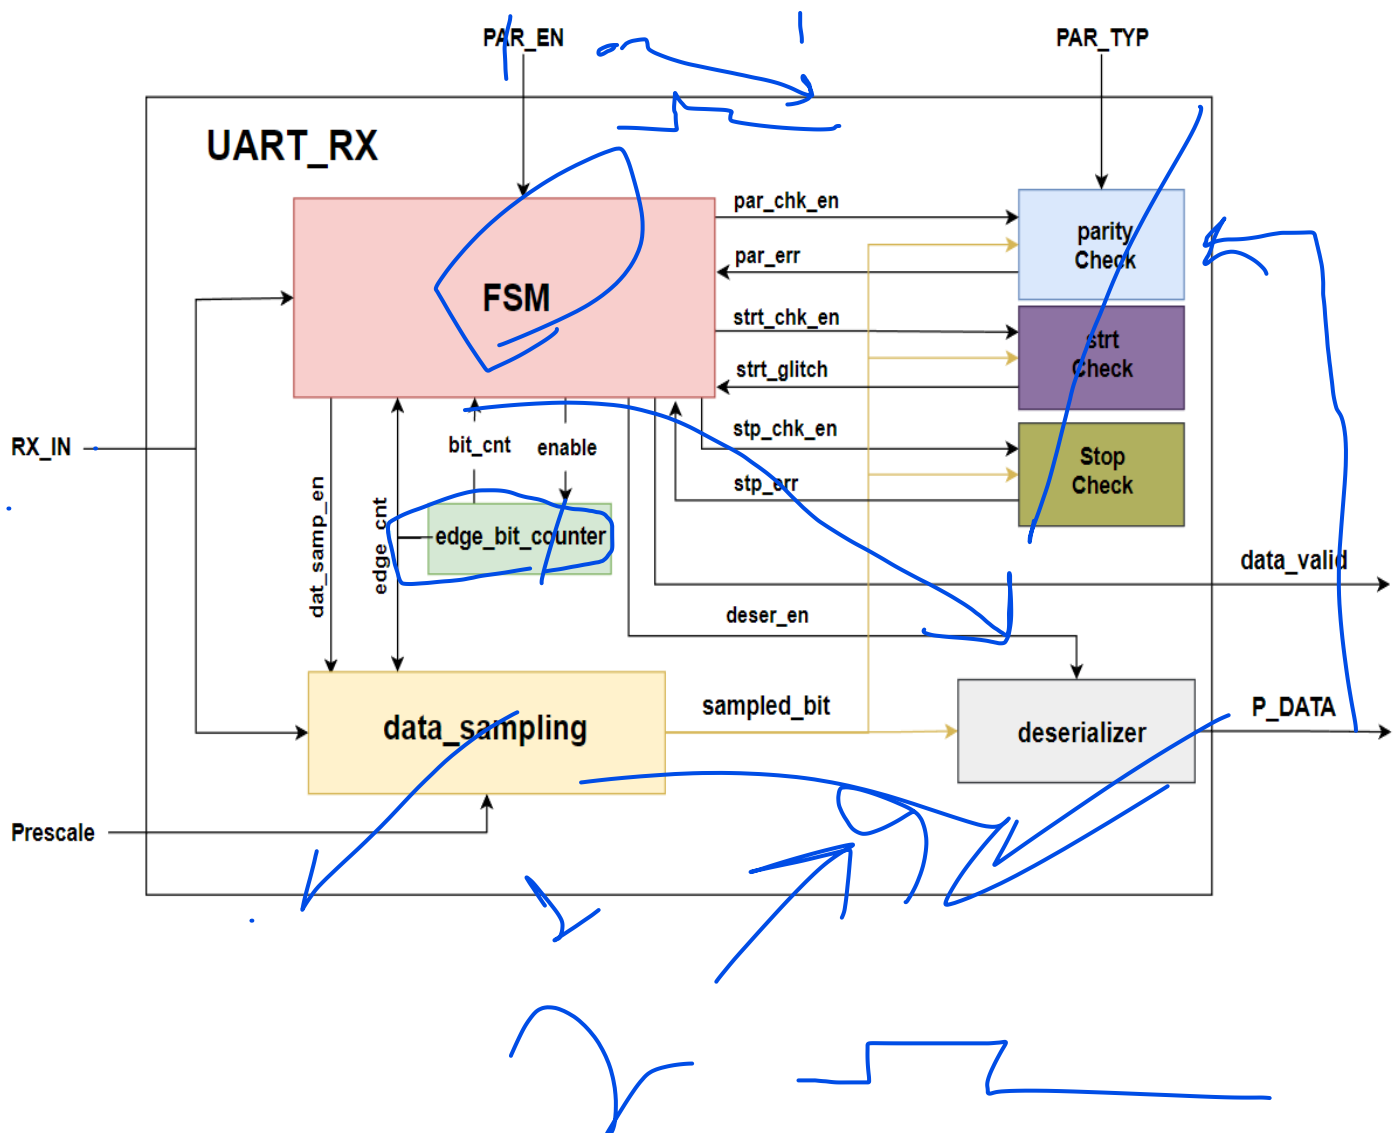 PAR_EN
PAR_TYP
UART_RX
par_chk_en
parity
Check
par_err
FSM
strt_chk_en
strt
Check
strt_glitch
RX_IN
bit_cnt
enable
stp_chk_en
Stop
Check
stp_err
dat_samp_en
edge_cnt
edge_bit_counter
data_valid
deser_en
sampled_bit
P_DATA
data_sampling
deserializer
Prescale